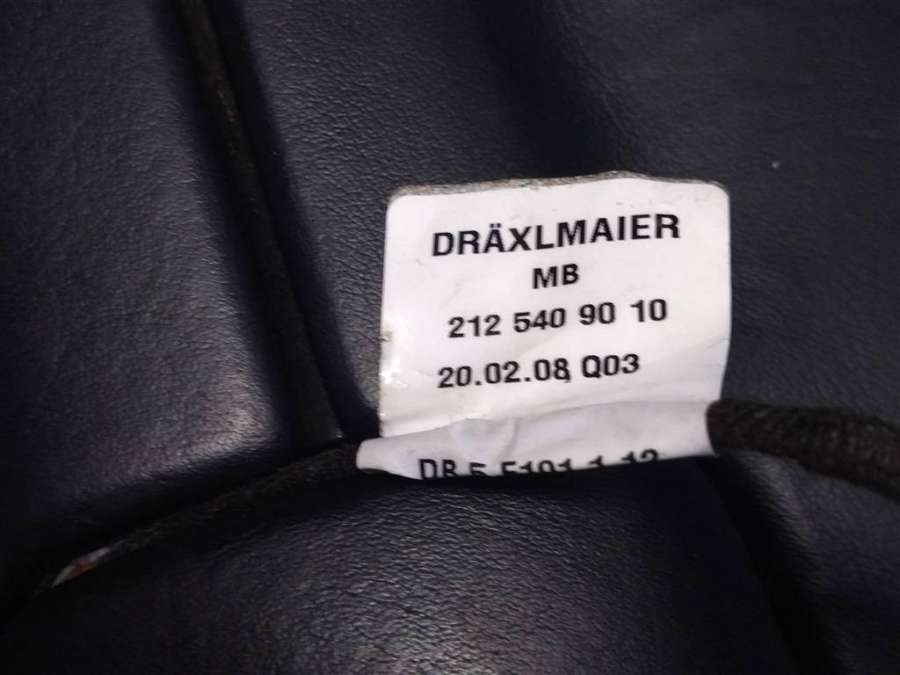 DRÄXLMAIER
MB
212 540 90 10
20.02.08, Q03